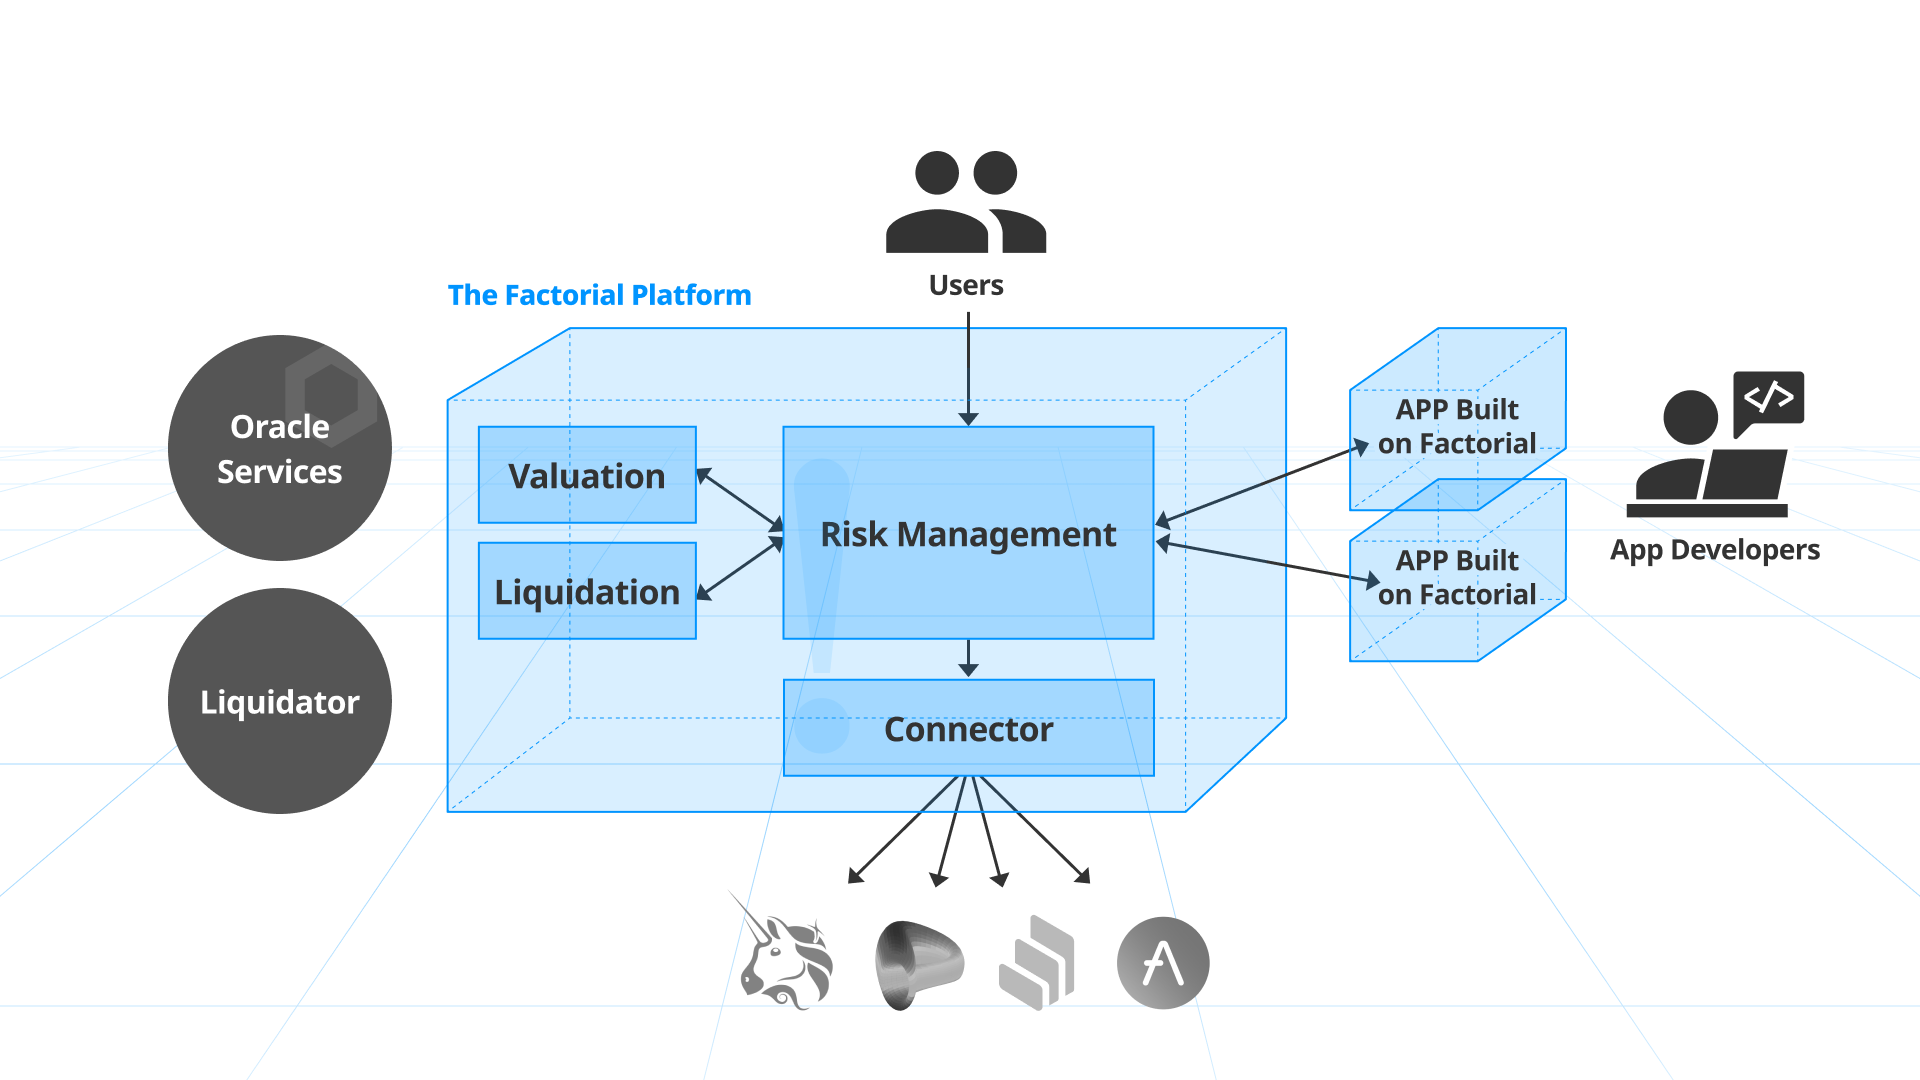 Users
The Factorial Platform
Oracle
Services
Liquidator
Valuation
Liquidation
Risk Management
Connector
APP Built
on Factorial
APP Built
on Factorial
</>
App Developers